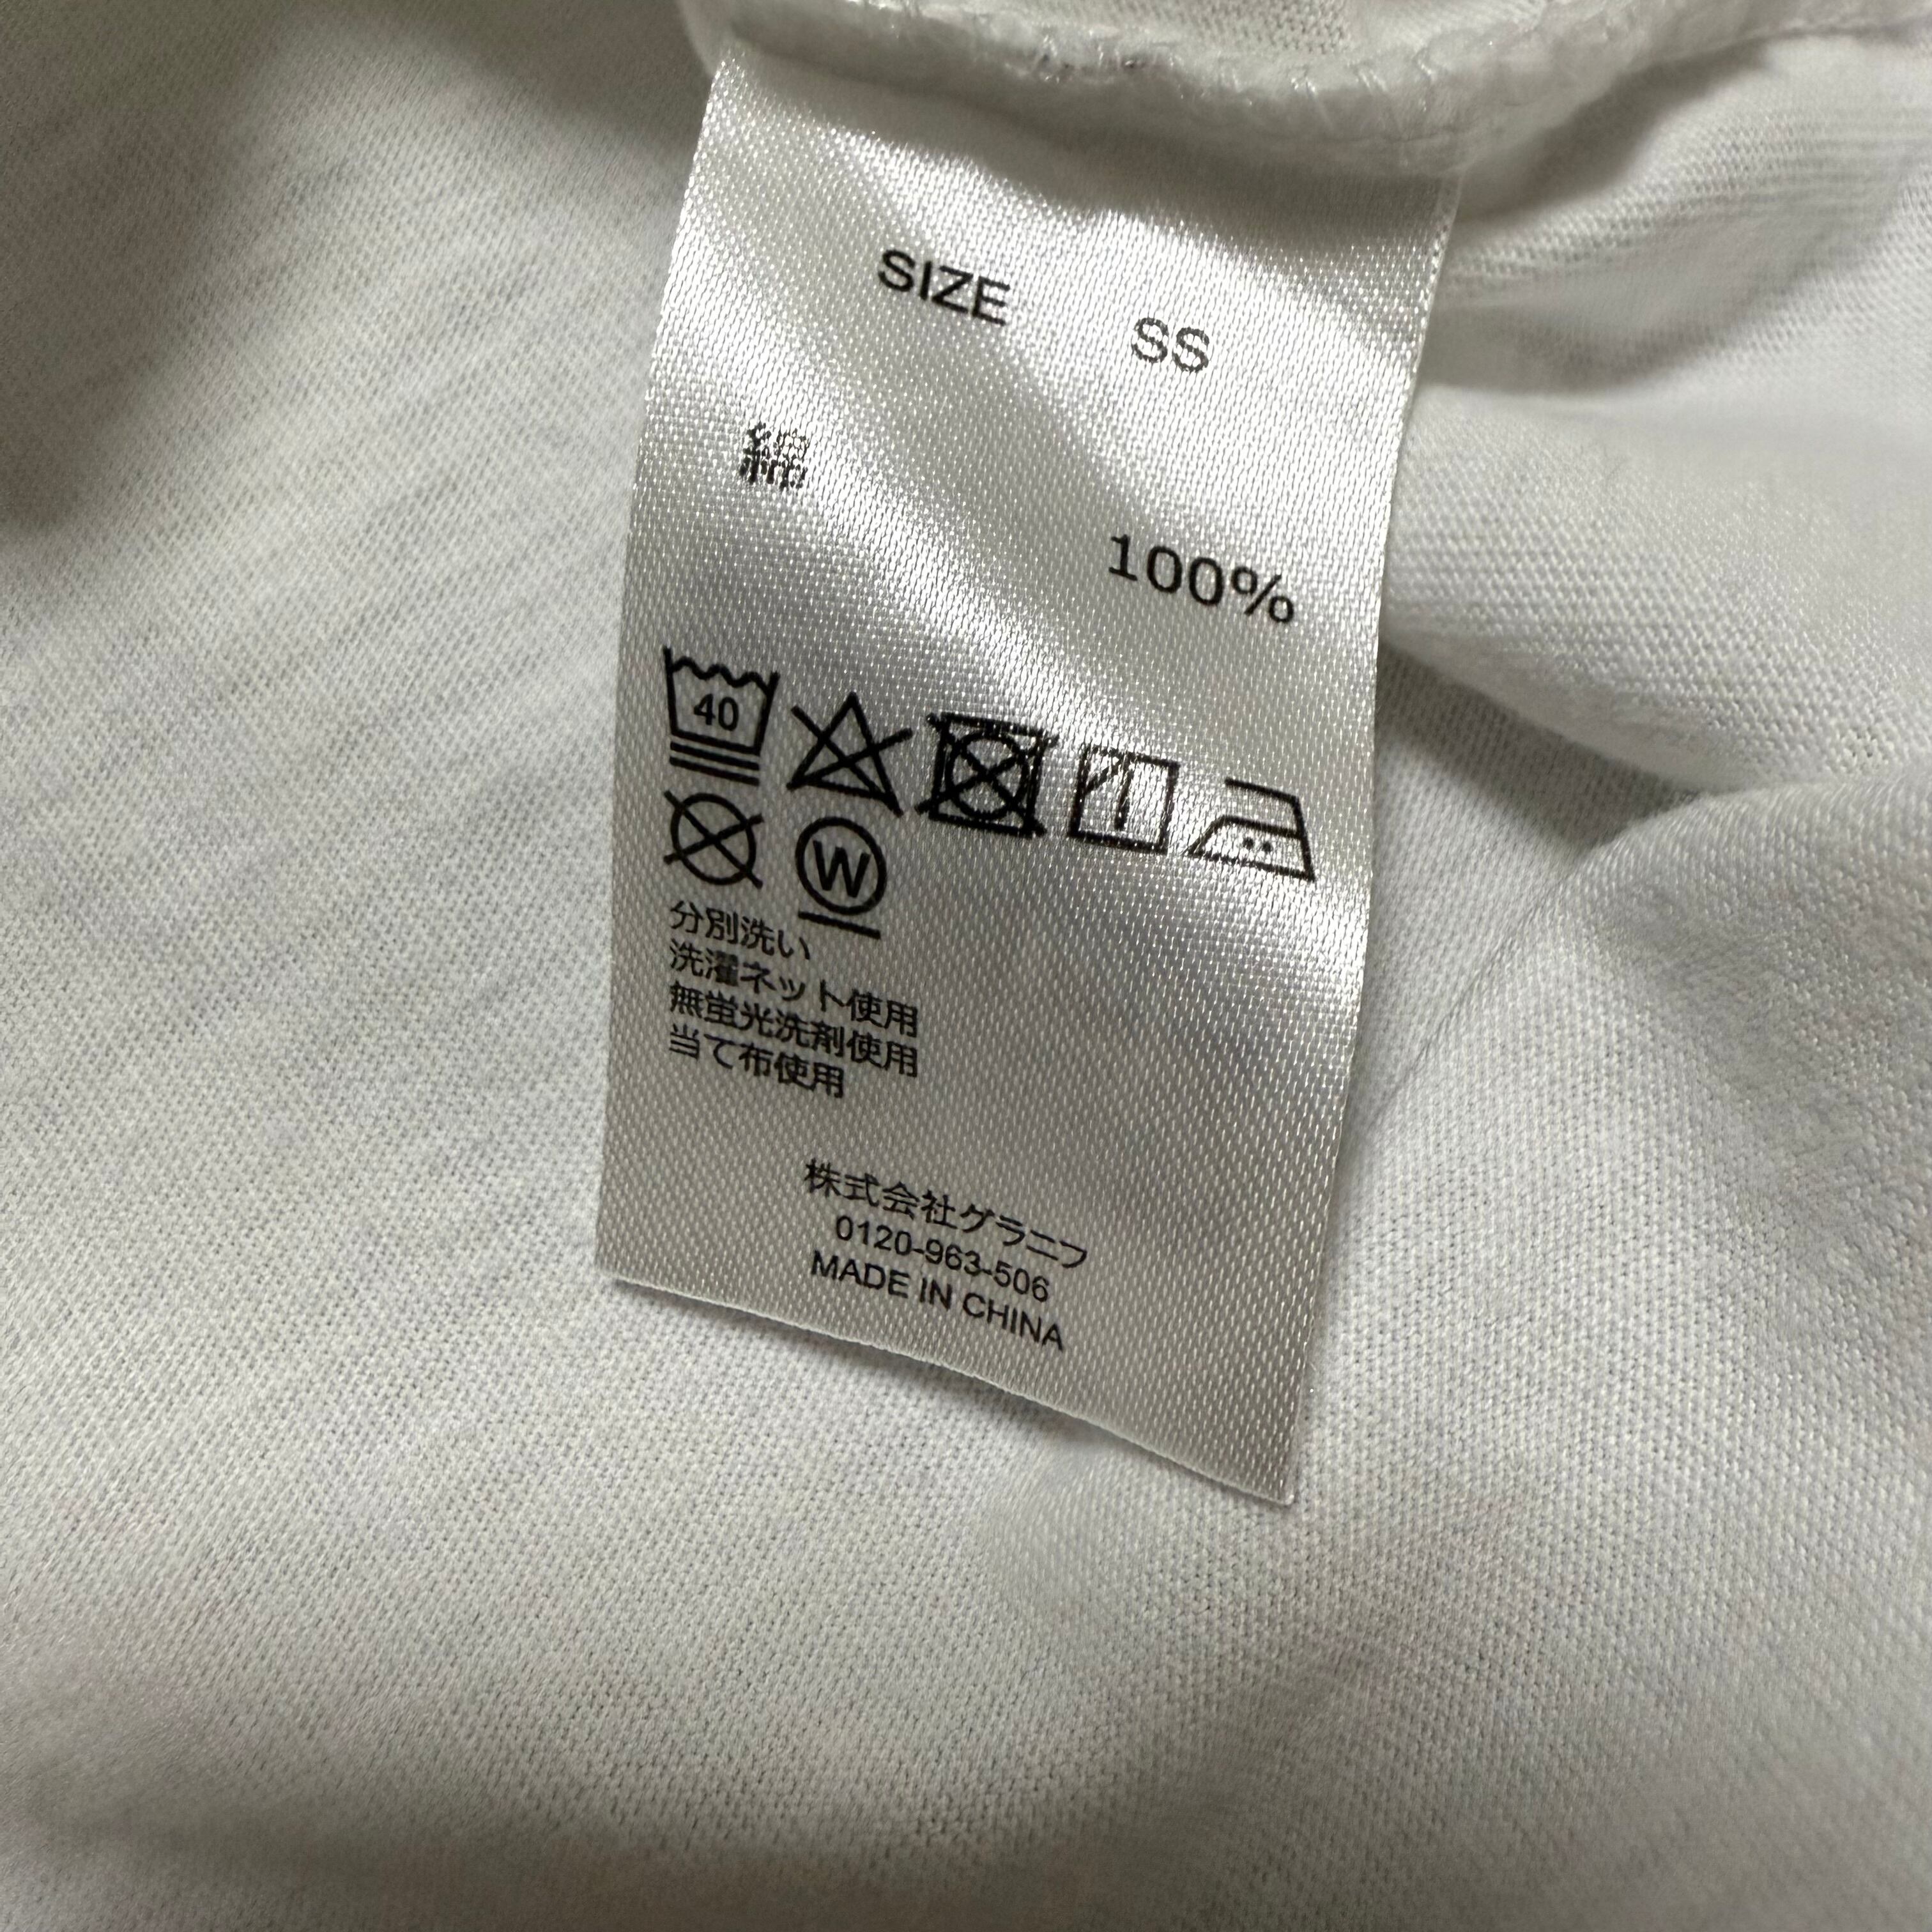 SIZE SS
綿
100%
40
W
分別洗い
洗濯ネット使用
無蛍光洗剤使用
当て布使用
株式会社グラニフ
0120-963-506
MADE IN CHINA